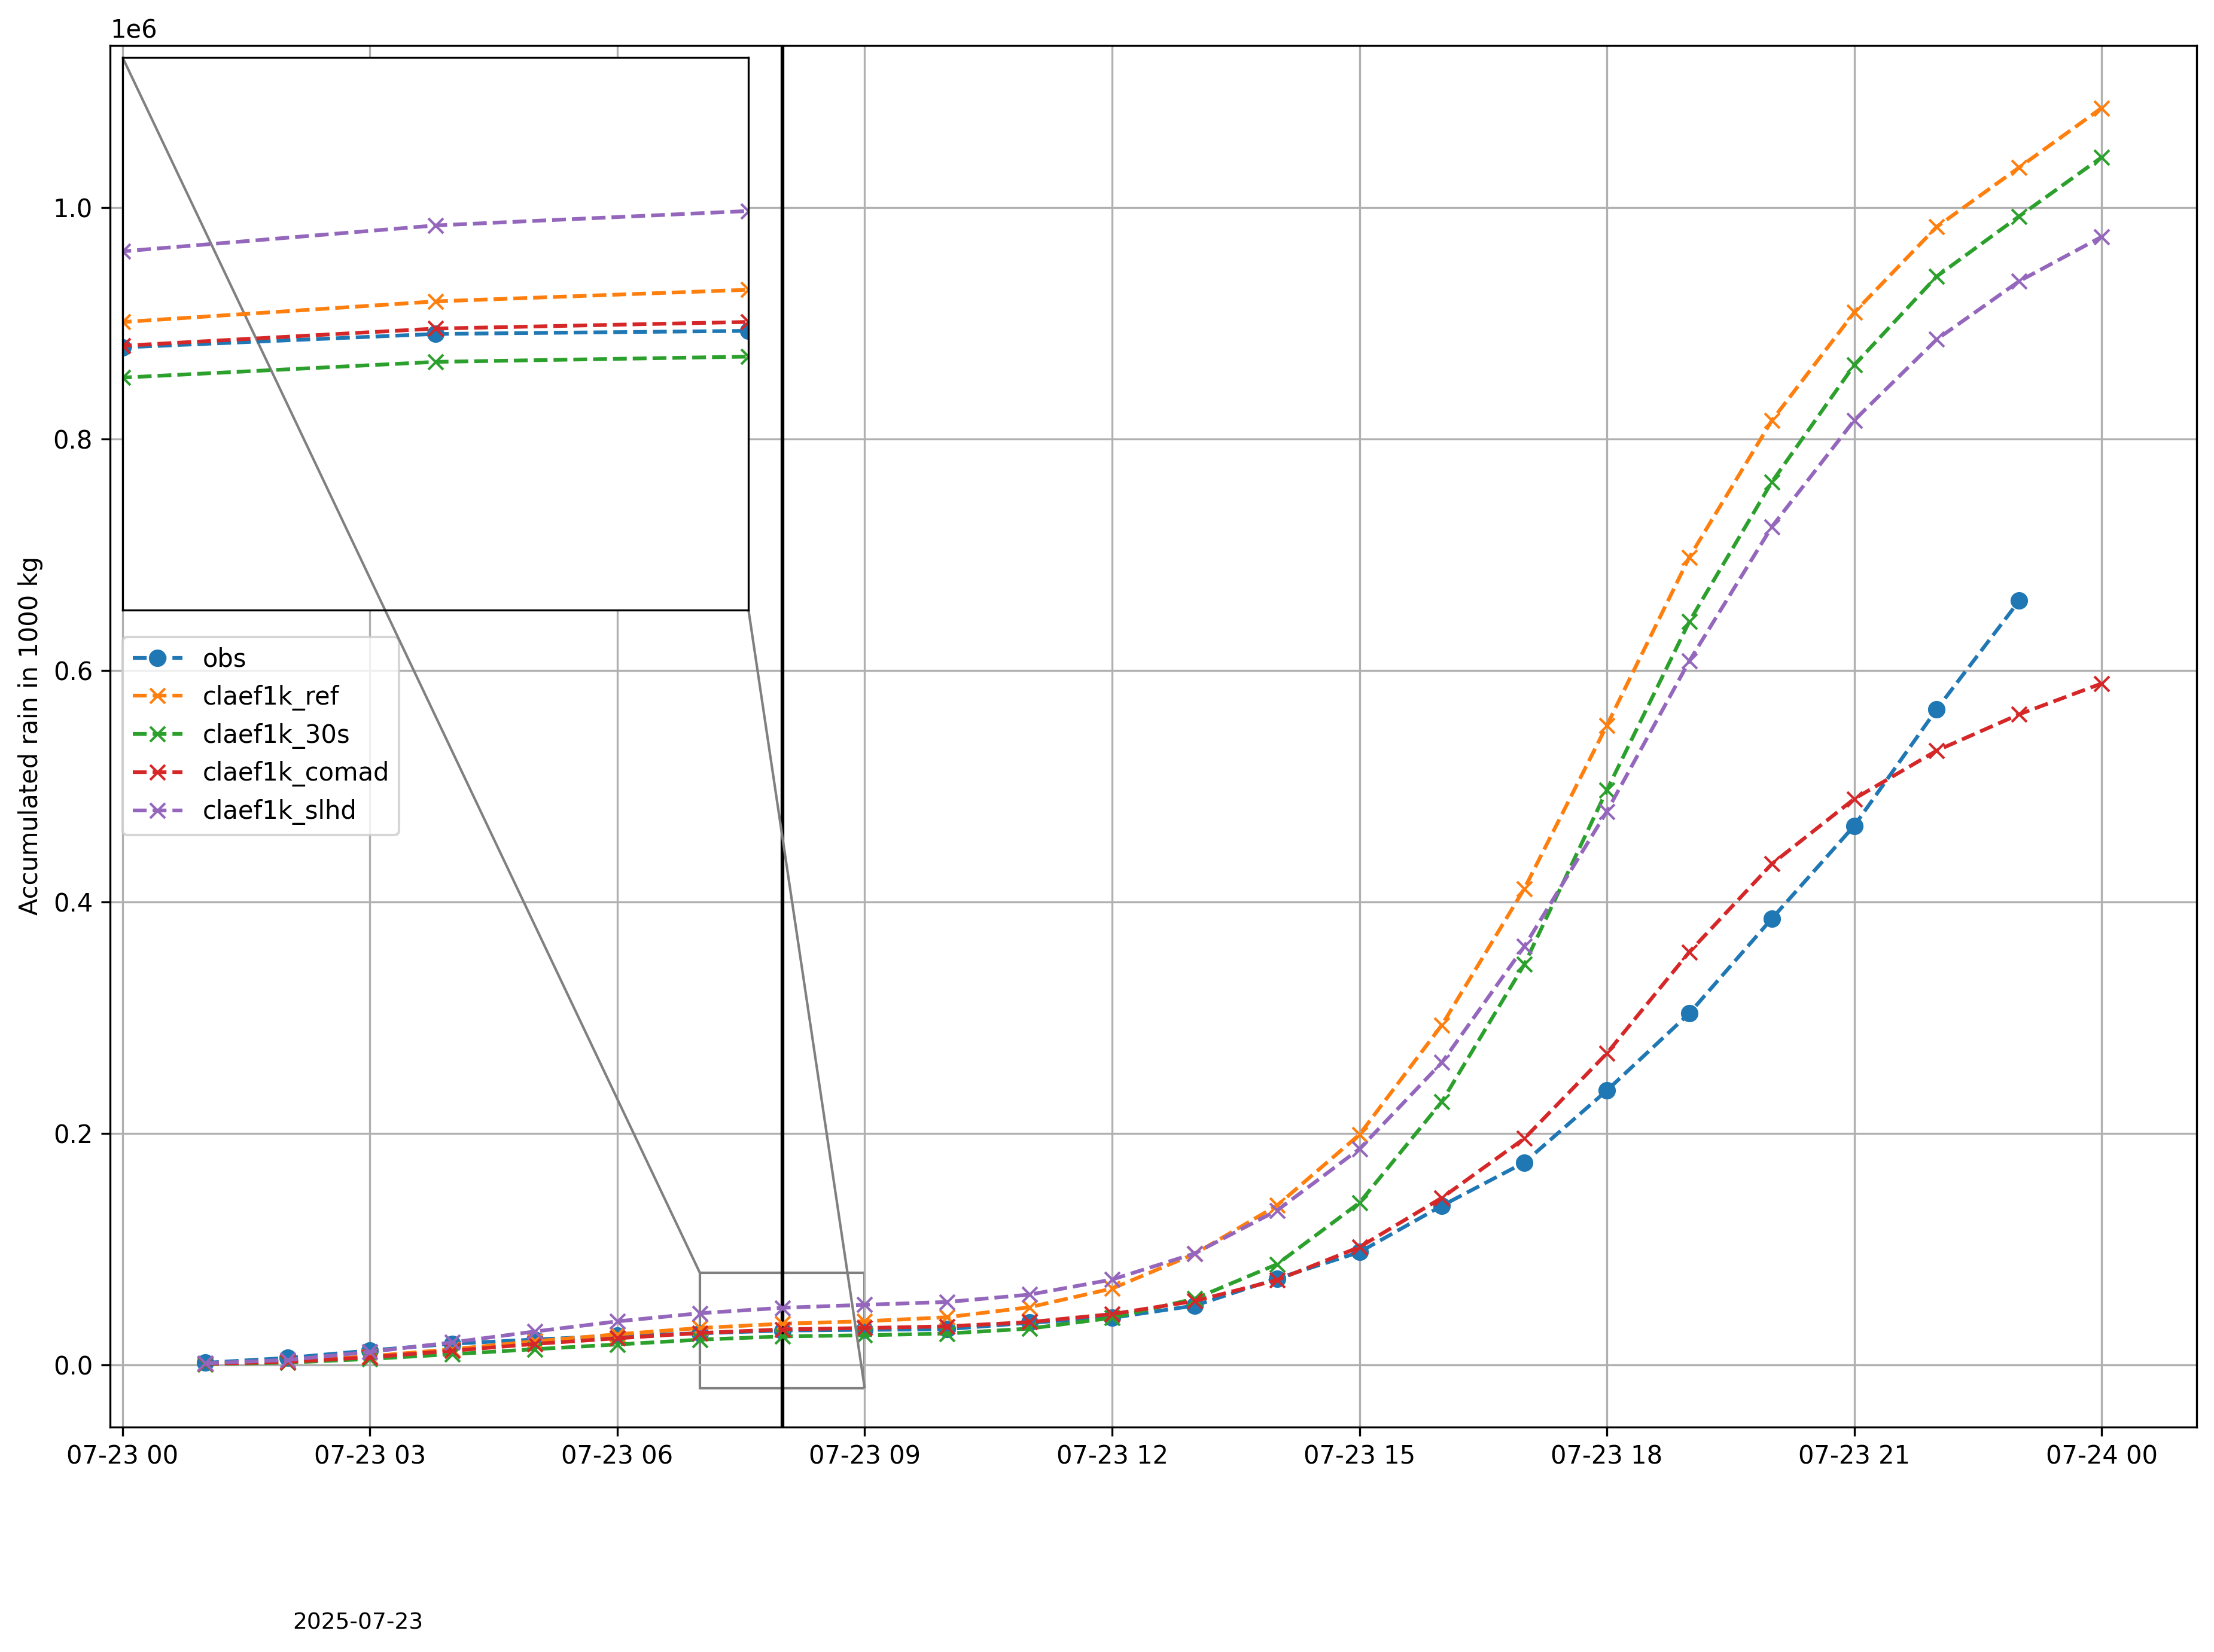 1e6
1.0
0.8
0.6
0.4
0.2
0.0
Accumulated rain in 1000 kg
obs
claef1k_ref
claef1k_30s
claef1k_comad
claef1k_slhd
07-23 00 07-23 03 07-23 06 07-23 09 07-23 12 07-23 15 07-23 18 07-23 21 07-24 00
2025-07-23